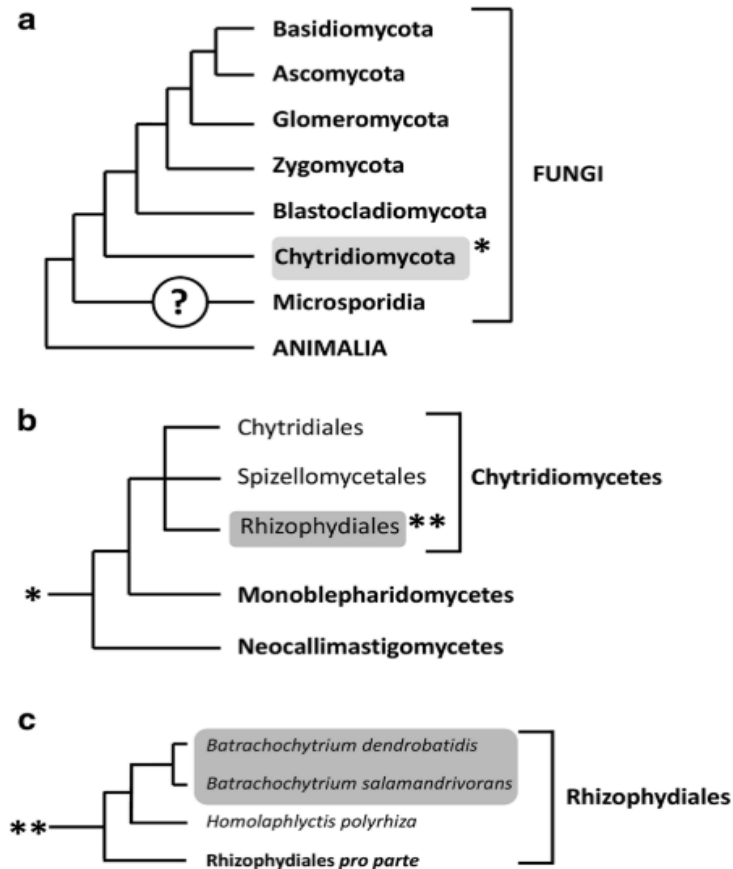 a
Basidiomycota
Ascomycota
Glomeromycota
Zygomycota
FUNGI
Blastocladiomycota
Chytridiomycota *
?
Microsporidia
ANIMALIA
b
Chytridiales
Spizellomycetales
Chytridiomycetes
Rhizophydiales **
*
Monoblepharidomycetes
Neocallimastigomycetes
c
Batrachochytrium dendrobatidis
Batrachochytrium salamandrivorans
Rhizophydiales
**
Homolaphlyctis polyrhiza
Rhizophydiales pro parte